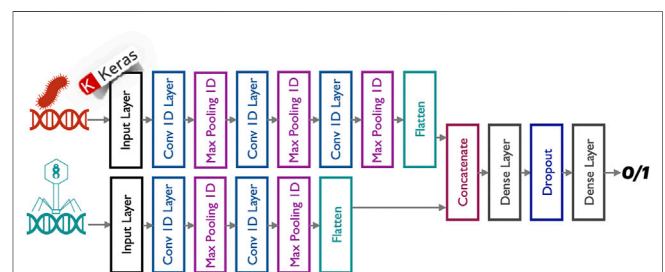 K Keras
Input Layer
Conv 1D Layer
Max Pooling 1D
Conv 1D Layer
Max Pooling 1D
Conv 1D Layer
Max Pooling 1D
Flatten
Input Layer
Conv 1D Layer
Max Pooling 1D
Conv 1D Layer
Max Pooling 1D
Flatten
Concatenate
Dense Layer
Dropout
Dense Layer
0/1